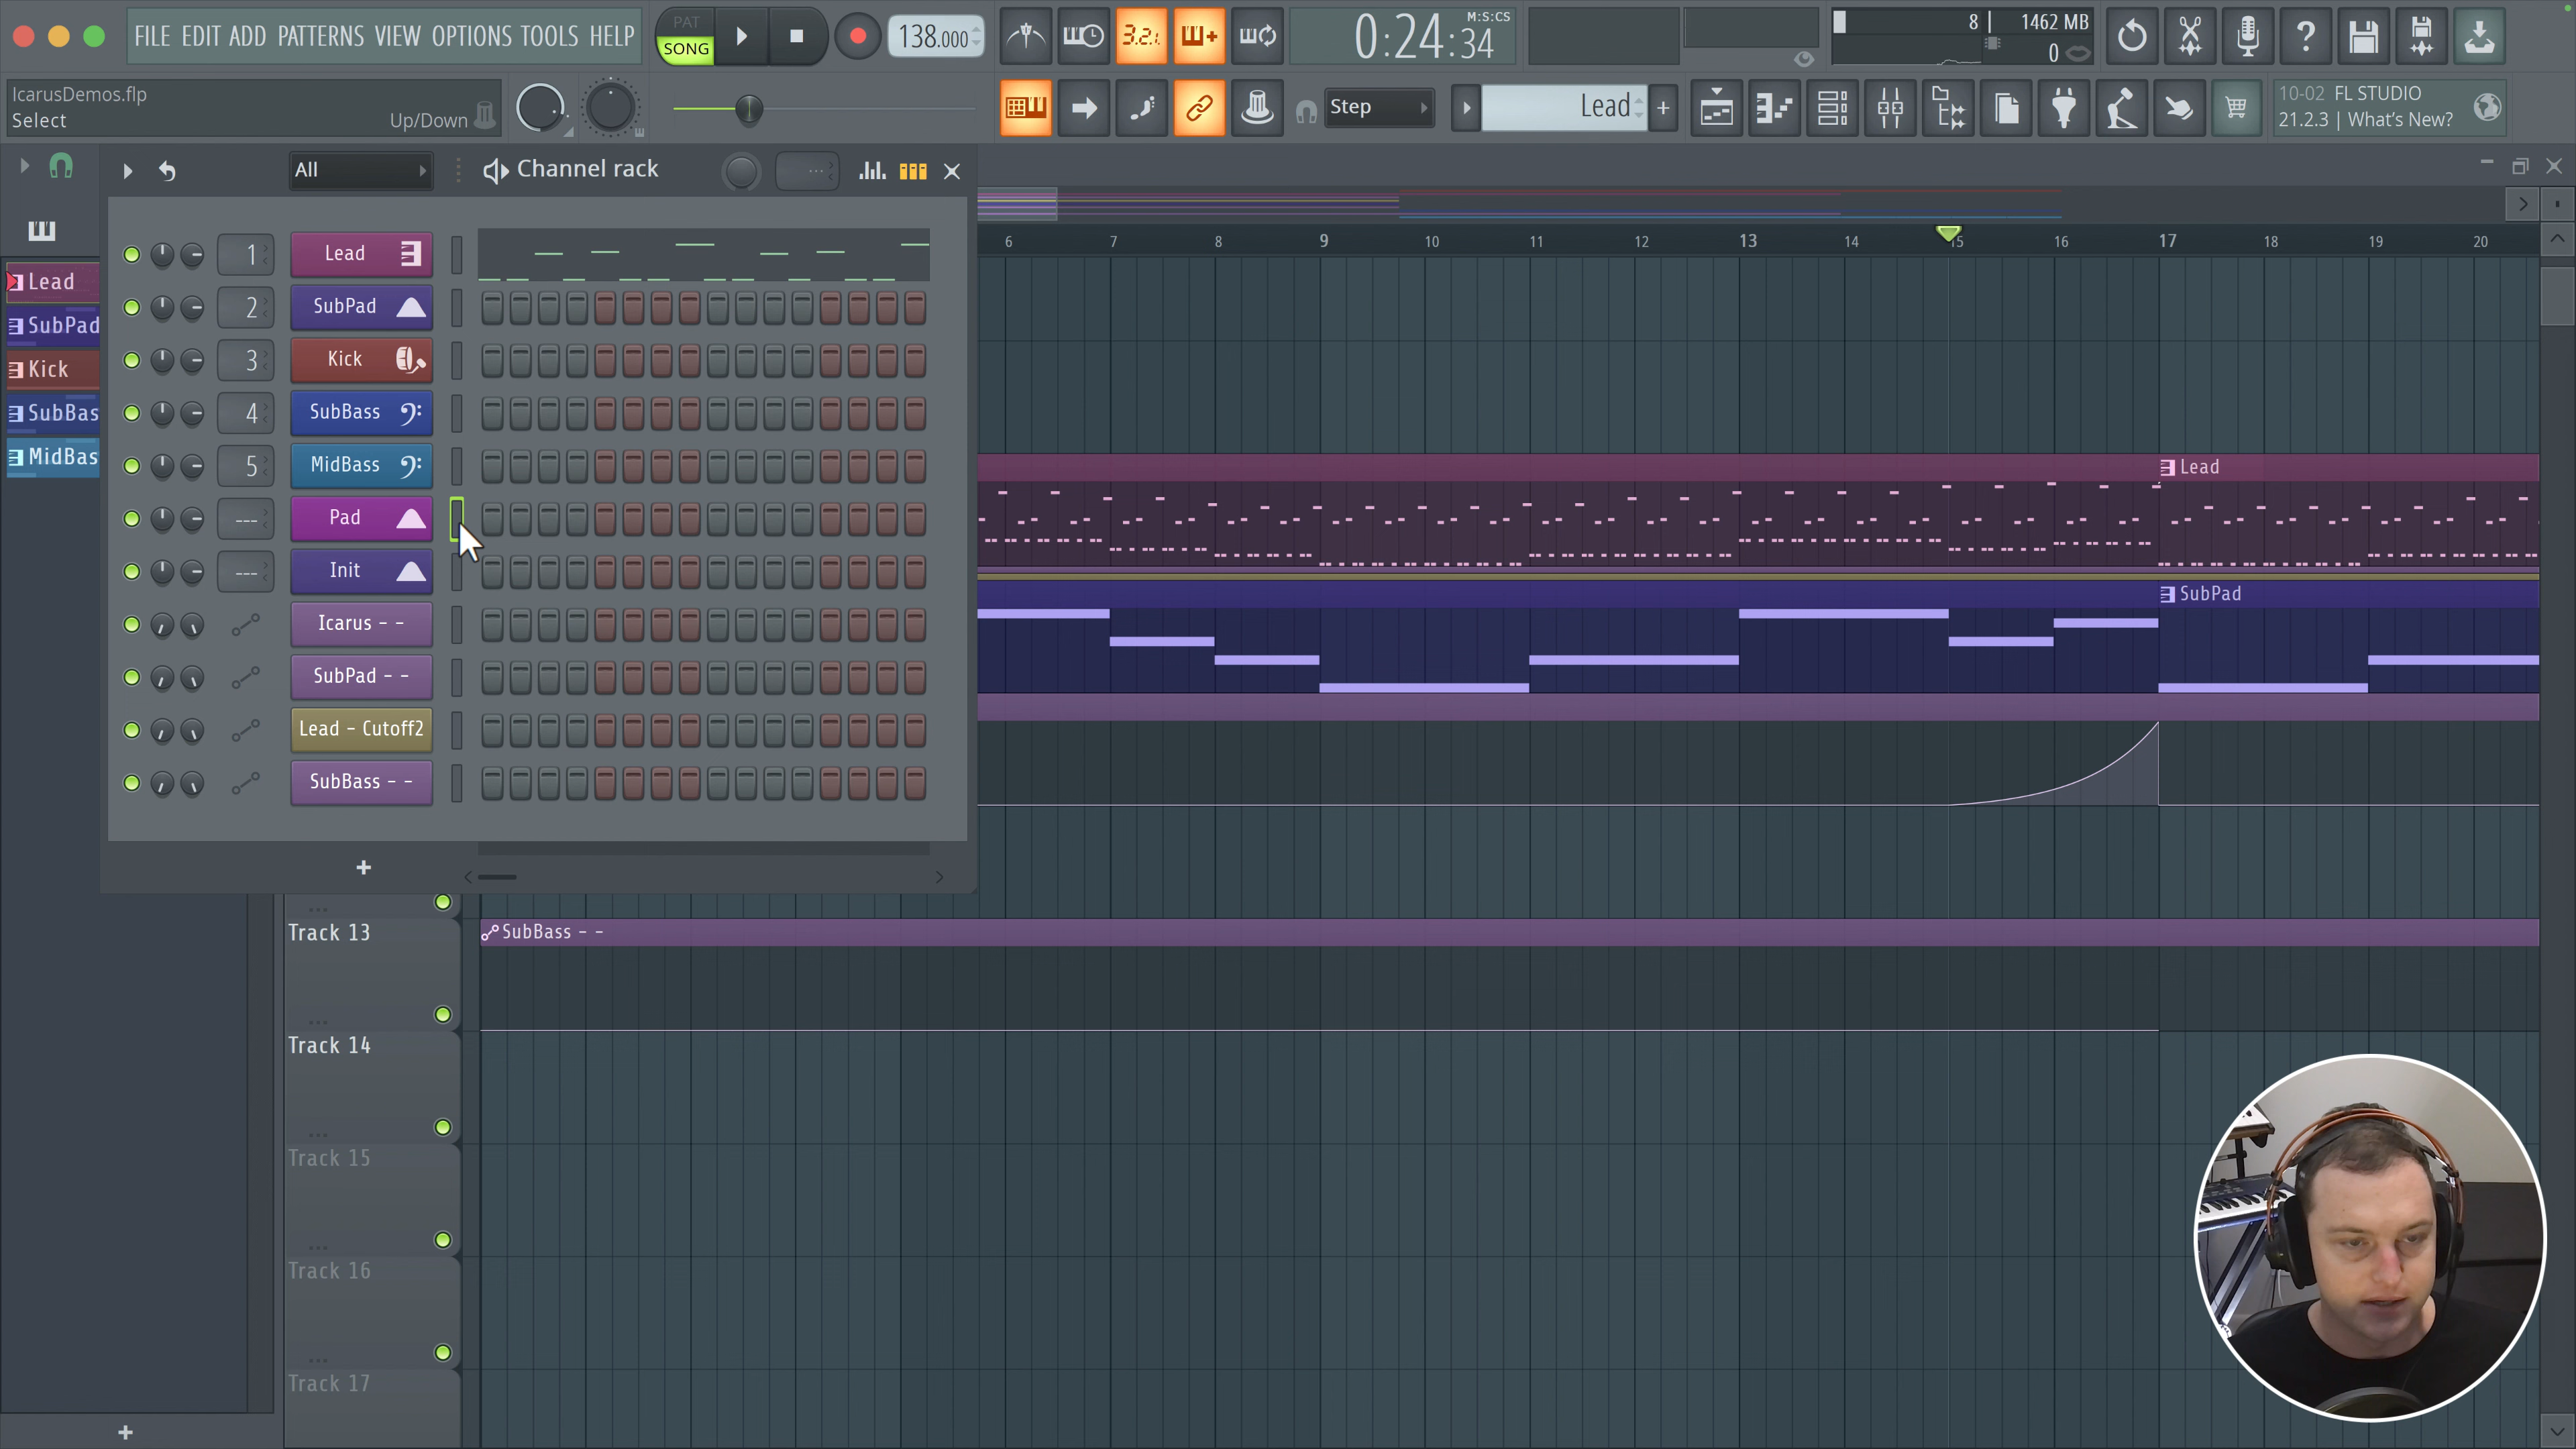 FILE EDIT ADD PATTERNS VIEW OPTIONS TOOLS HELP
PAT
SONG
138.000
3.2.
0:24:34
M:S:CS
8
1462 MB
0
IcarusDemos.flp
Select
Up/Down
Step
Lead
+
10-02 FL STUDIO
21.2.3 | What's New?
All
Channel rack
Lead
SubPad
Kick
SubBas
MidBas
1 Lead
2 SubPad
3 Kick
4 SubBass
5 MidBass
--- Pad
--- Init
Icarus - -
SubPad - -
Lead - Cutoff2
SubBass - -
+
6 7 8 9 10 11 12 13 14 15 16 17 18 19 20
Lead
SubPad
Track 13
SubBass - -
Track 14
Track 15
Track 16
Track 17
+